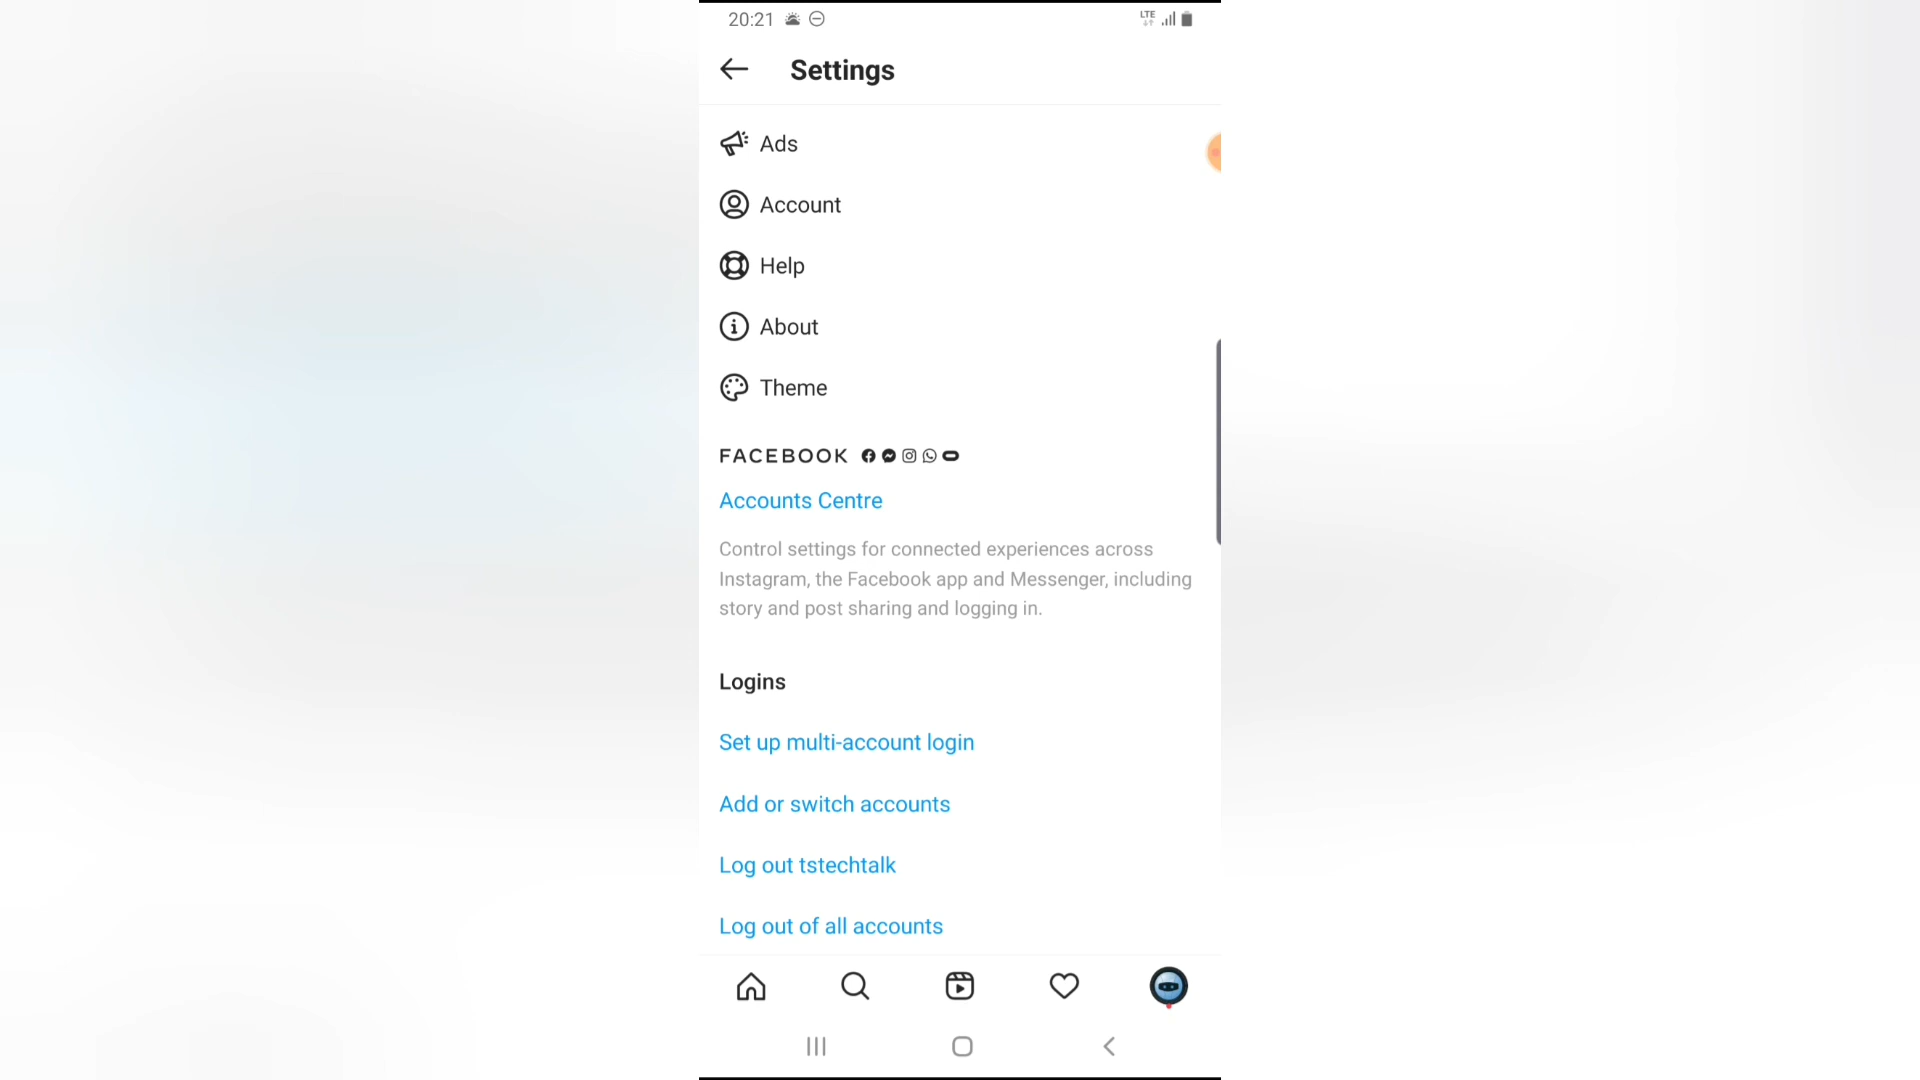 20:21
LTE
Settings
Ads
Account
Help
About
Theme
FACEBOOK
Accounts Centre
Control settings for connected experiences across
Instagram, the Facebook app and Messenger, including
story and post sharing and logging in.
Logins
Set up multi-account login
Add or switch accounts
Log out tstechtalk
Log out of all accounts